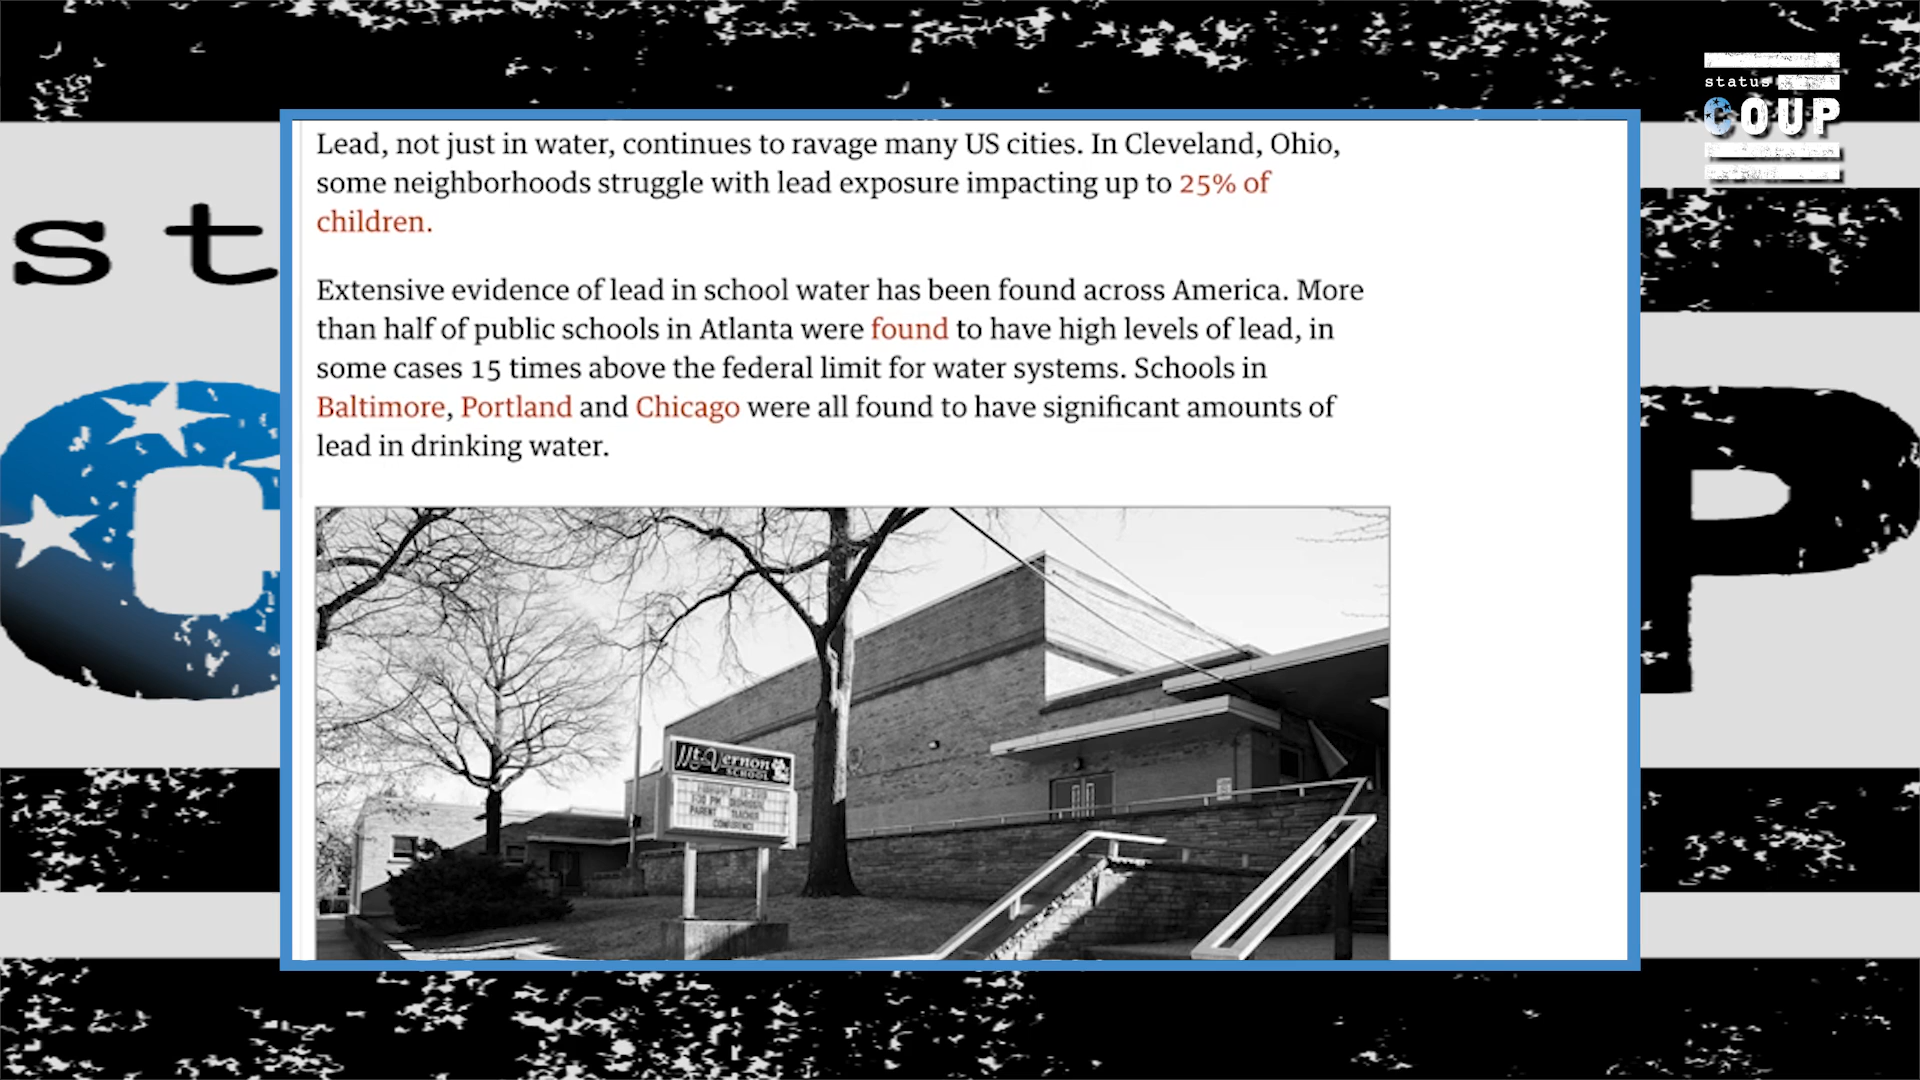 status
COUP
st
C
P
Lead, not just in water, continues to ravage many US cities. In Cleveland, Ohio,
some neighborhoods struggle with lead exposure impacting up to 25% of
children.
Extensive evidence of lead in school water has been found across America. More
than half of public schools in Atlanta were found to have high levels of lead, in
some cases 15 times above the federal limit for water systems. Schools in
Baltimore, Portland and Chicago were all found to have significant amounts of
lead in drinking water.
Mt. Vernon
SCHOOL
PARENT TEACHER
CONFERENCE